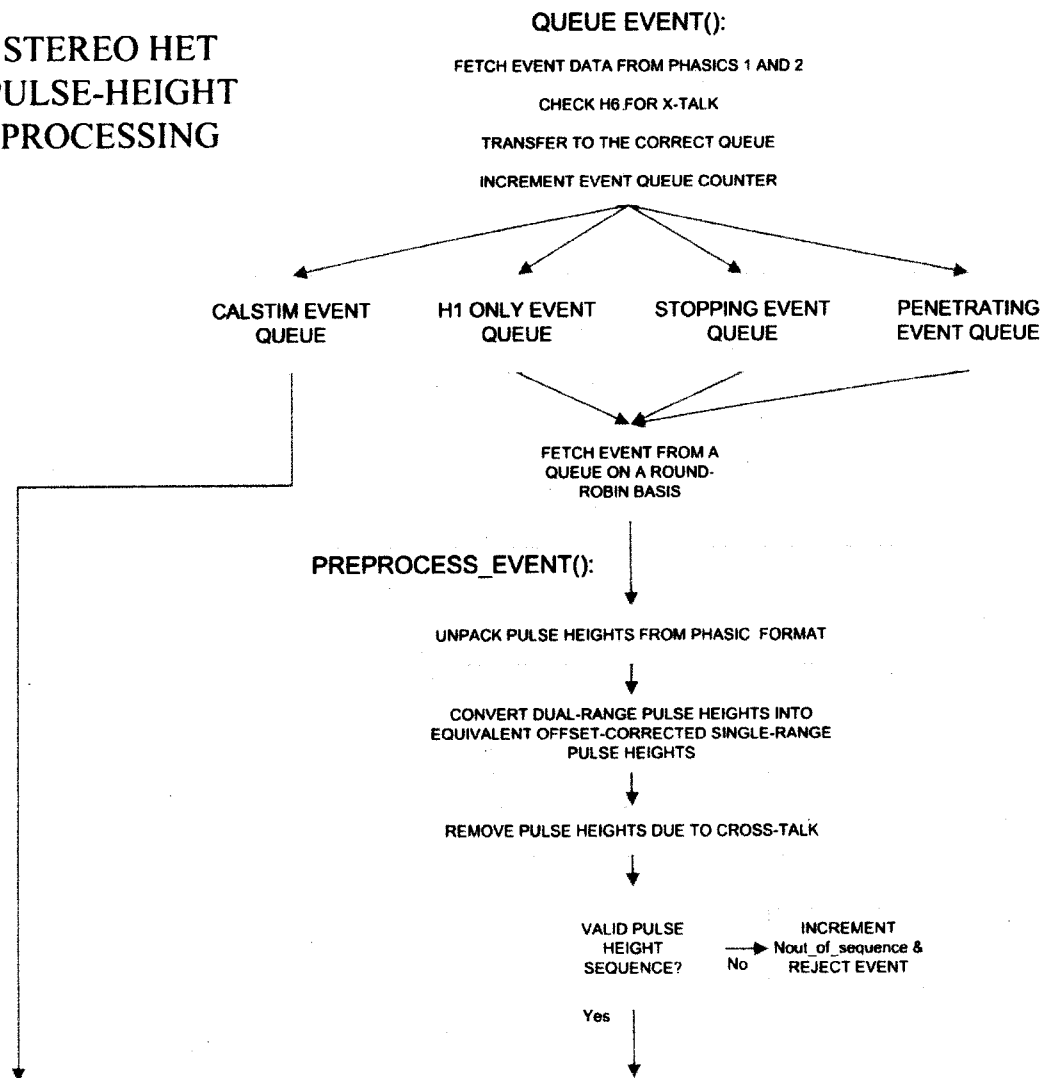 STEREO HET
PULSE-HEIGHT
PROCESSING
QUEUE EVENT():
FETCH EVENT DATA FROM PHASICS 1 AND 2
CHECK H6 FOR X-TALK
TRANSFER TO THE CORRECT QUEUE
INCREMENT EVENT QUEUE COUNTER
CALSTIM EVENT
QUEUE
H1 ONLY EVENT
QUEUE
STOPPING EVENT
QUEUE
PENETRATING
EVENT QUEUE
FETCH EVENT FROM A
QUEUE ON A ROUND-
ROBIN BASIS
PREPROCESS_EVENT():
UNPACK PULSE HEIGHTS FROM PHASIC FORMAT
CONVERT DUAL-RANGE PULSE HEIGHTS INTO
EQUIVALENT OFFSET-CORRECTED SINGLE-RANGE
PULSE HEIGHTS
REMOVE PULSE HEIGHTS DUE TO CROSS-TALK
VALID PULSE
HEIGHT
SEQUENCE?
No
INCREMENT
Nout_of_sequence &
REJECT EVENT
Yes